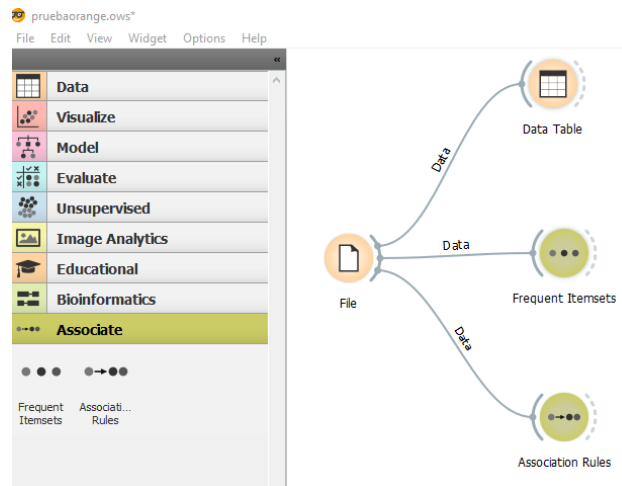 pruebaorange.ows*
File Edit View Widget Options Help
«
Data
Visualize
Model
Evaluate
Unsupervised
Image Analytics
Educational
Bioinformatics
Associate
Frequent Itemsets
Associati... Rules
Data
Data
Data
File
Data Table
Frequent Itemsets
Association Rules